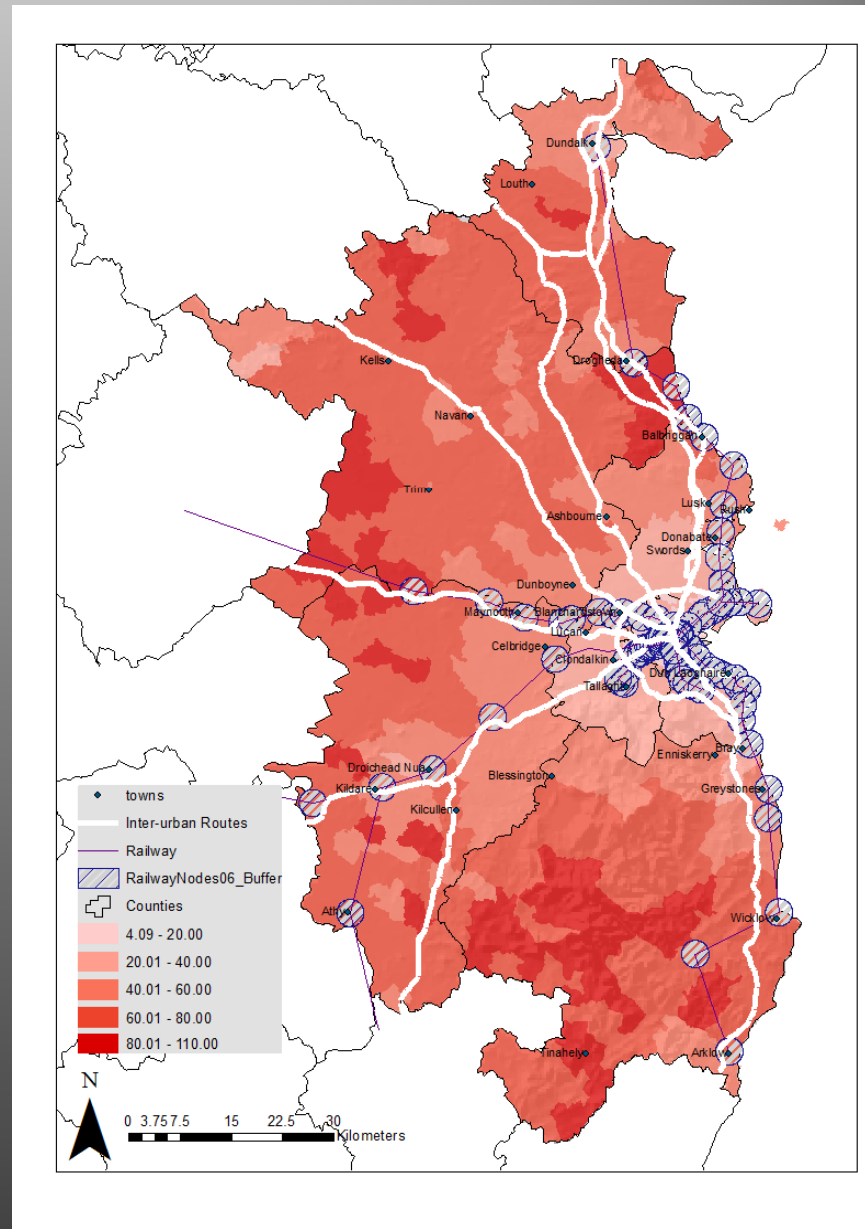 Dundalk
Louth
Kells
Drogheda
Navan
Balbriggan
Trim
Lusk
Rush
Ashbourne
Donabate
Swords
Dunboyne
Maynooth
Blanchardstown
Lucan
Celbridge
Clondalkin
Dun Laoghaire
Tallaght
Enniskerry
Bray
Droichead Nua
Blessington
Kildare
Greystones
Kilcullen
Athy
Wicklow
Tinahely
Arklow
towns
Inter-urban Routes
Railway
RailwayNodes06_Buffer
Counties
4.09 - 20.00
20.01 - 40.00
40.01 - 60.00
60.01 - 80.00
80.01 - 110.00
N
0 3.75 7.5 15 22.5 30
Kilometers